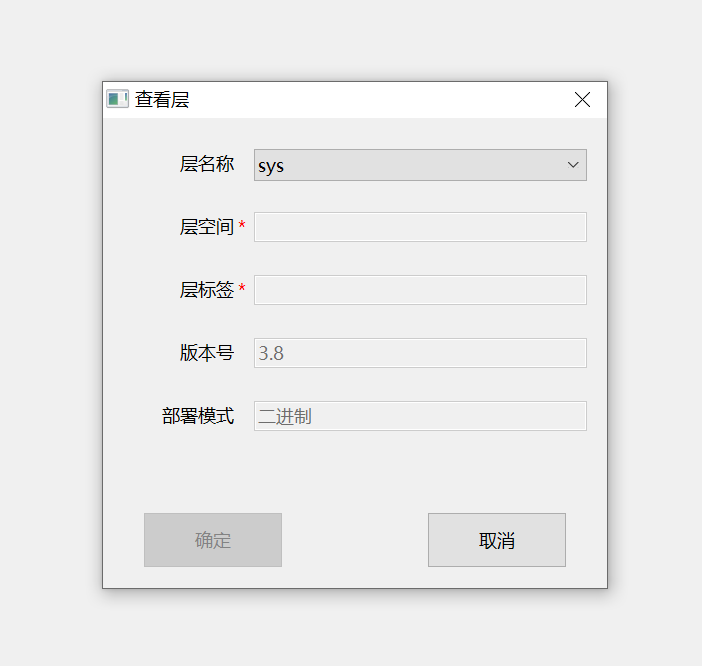 查看层
层名称 sys
层空间 *
层标签 *
版本号 3.8
部署模式 二进制
确定 取消